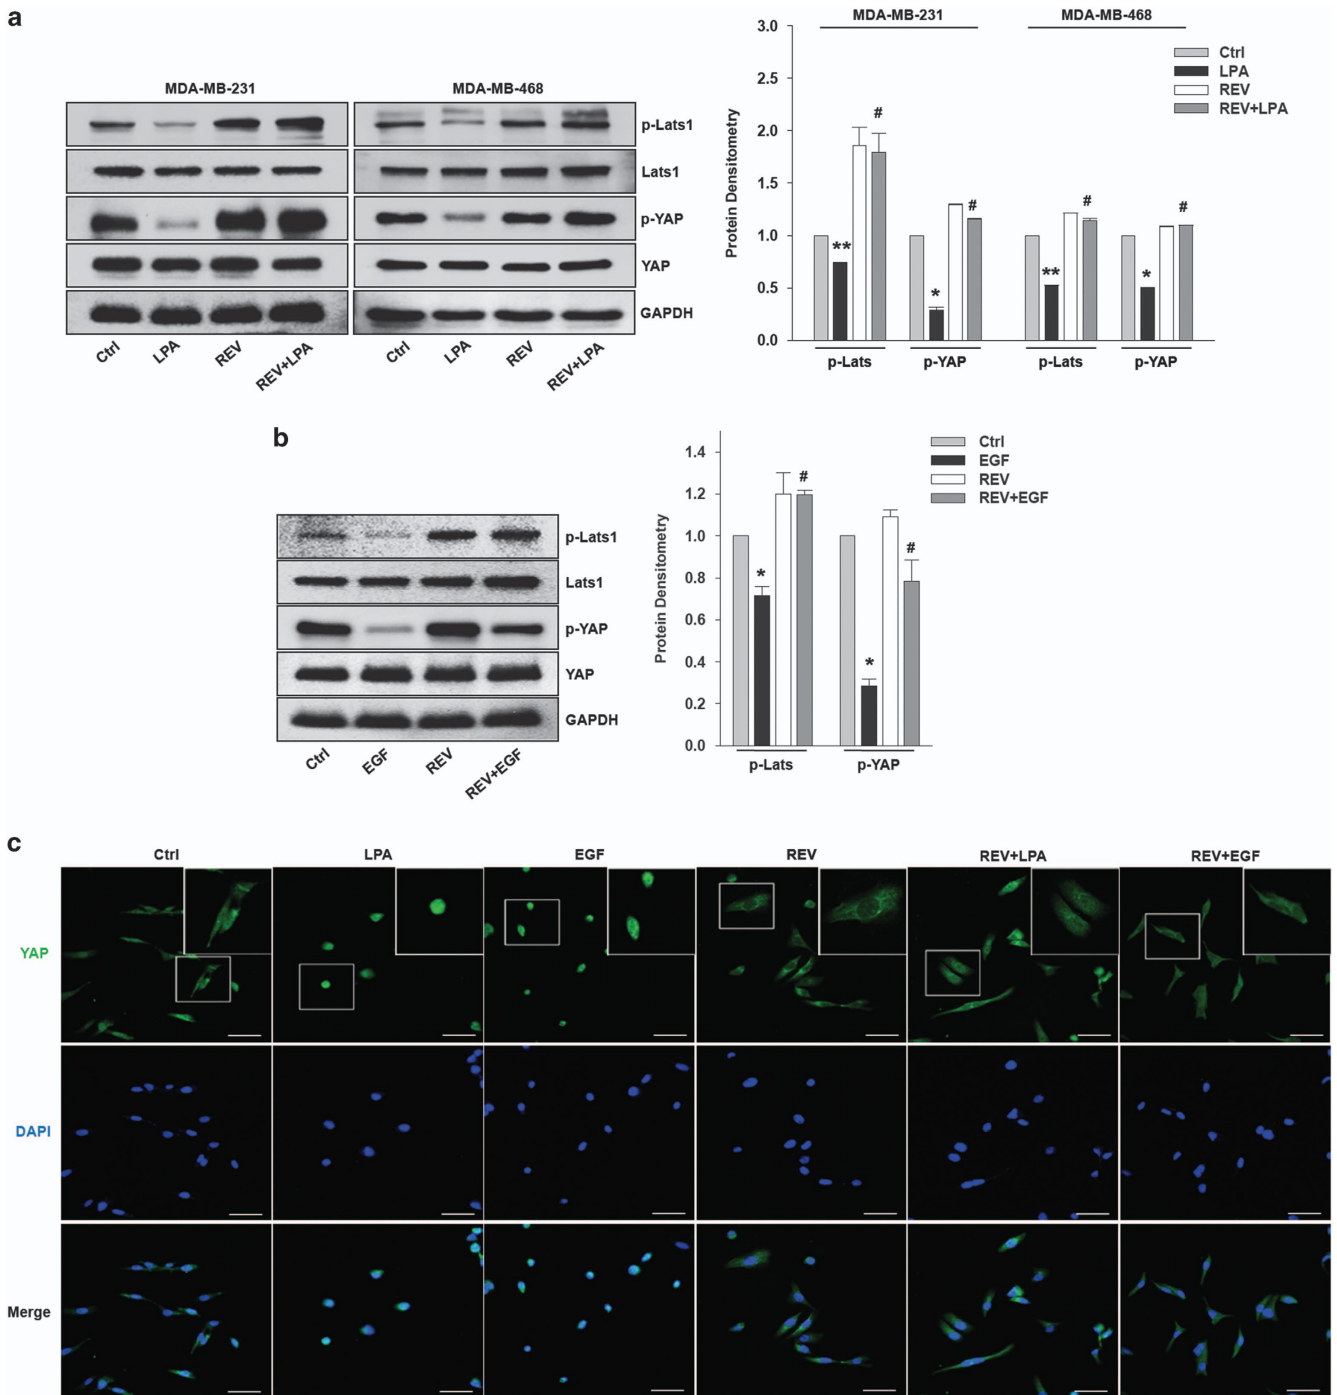 a
MDA-MB-231 MDA-MB-468
p-Lats1
Lats1
p-YAP
YAP
GAPDH
Ctrl LPA REV REV+LPA Ctrl LPA REV REV+LPA
MDA-MB-231 MDA-MB-468
Ctrl
LPA
REV
REV+LPA
Protein Densitometry
3.0
2.5
2.0
1.5
1.0
0.5
0.0
** # * # ** # * #
p-Lats p-YAP p-Lats p-YAP
b
p-Lats1
Lats1
p-YAP
YAP
GAPDH
Ctrl EGF REV REV+EGF
Ctrl
EGF
REV
REV+EGF
Protein Densitometry
1.4
1.2
1.0
0.8
0.6
0.4
0.2
0.0
* # * #
p-Lats p-YAP
c
Ctrl LPA EGF REV REV+LPA REV+EGF
YAP
DAPI
Merge